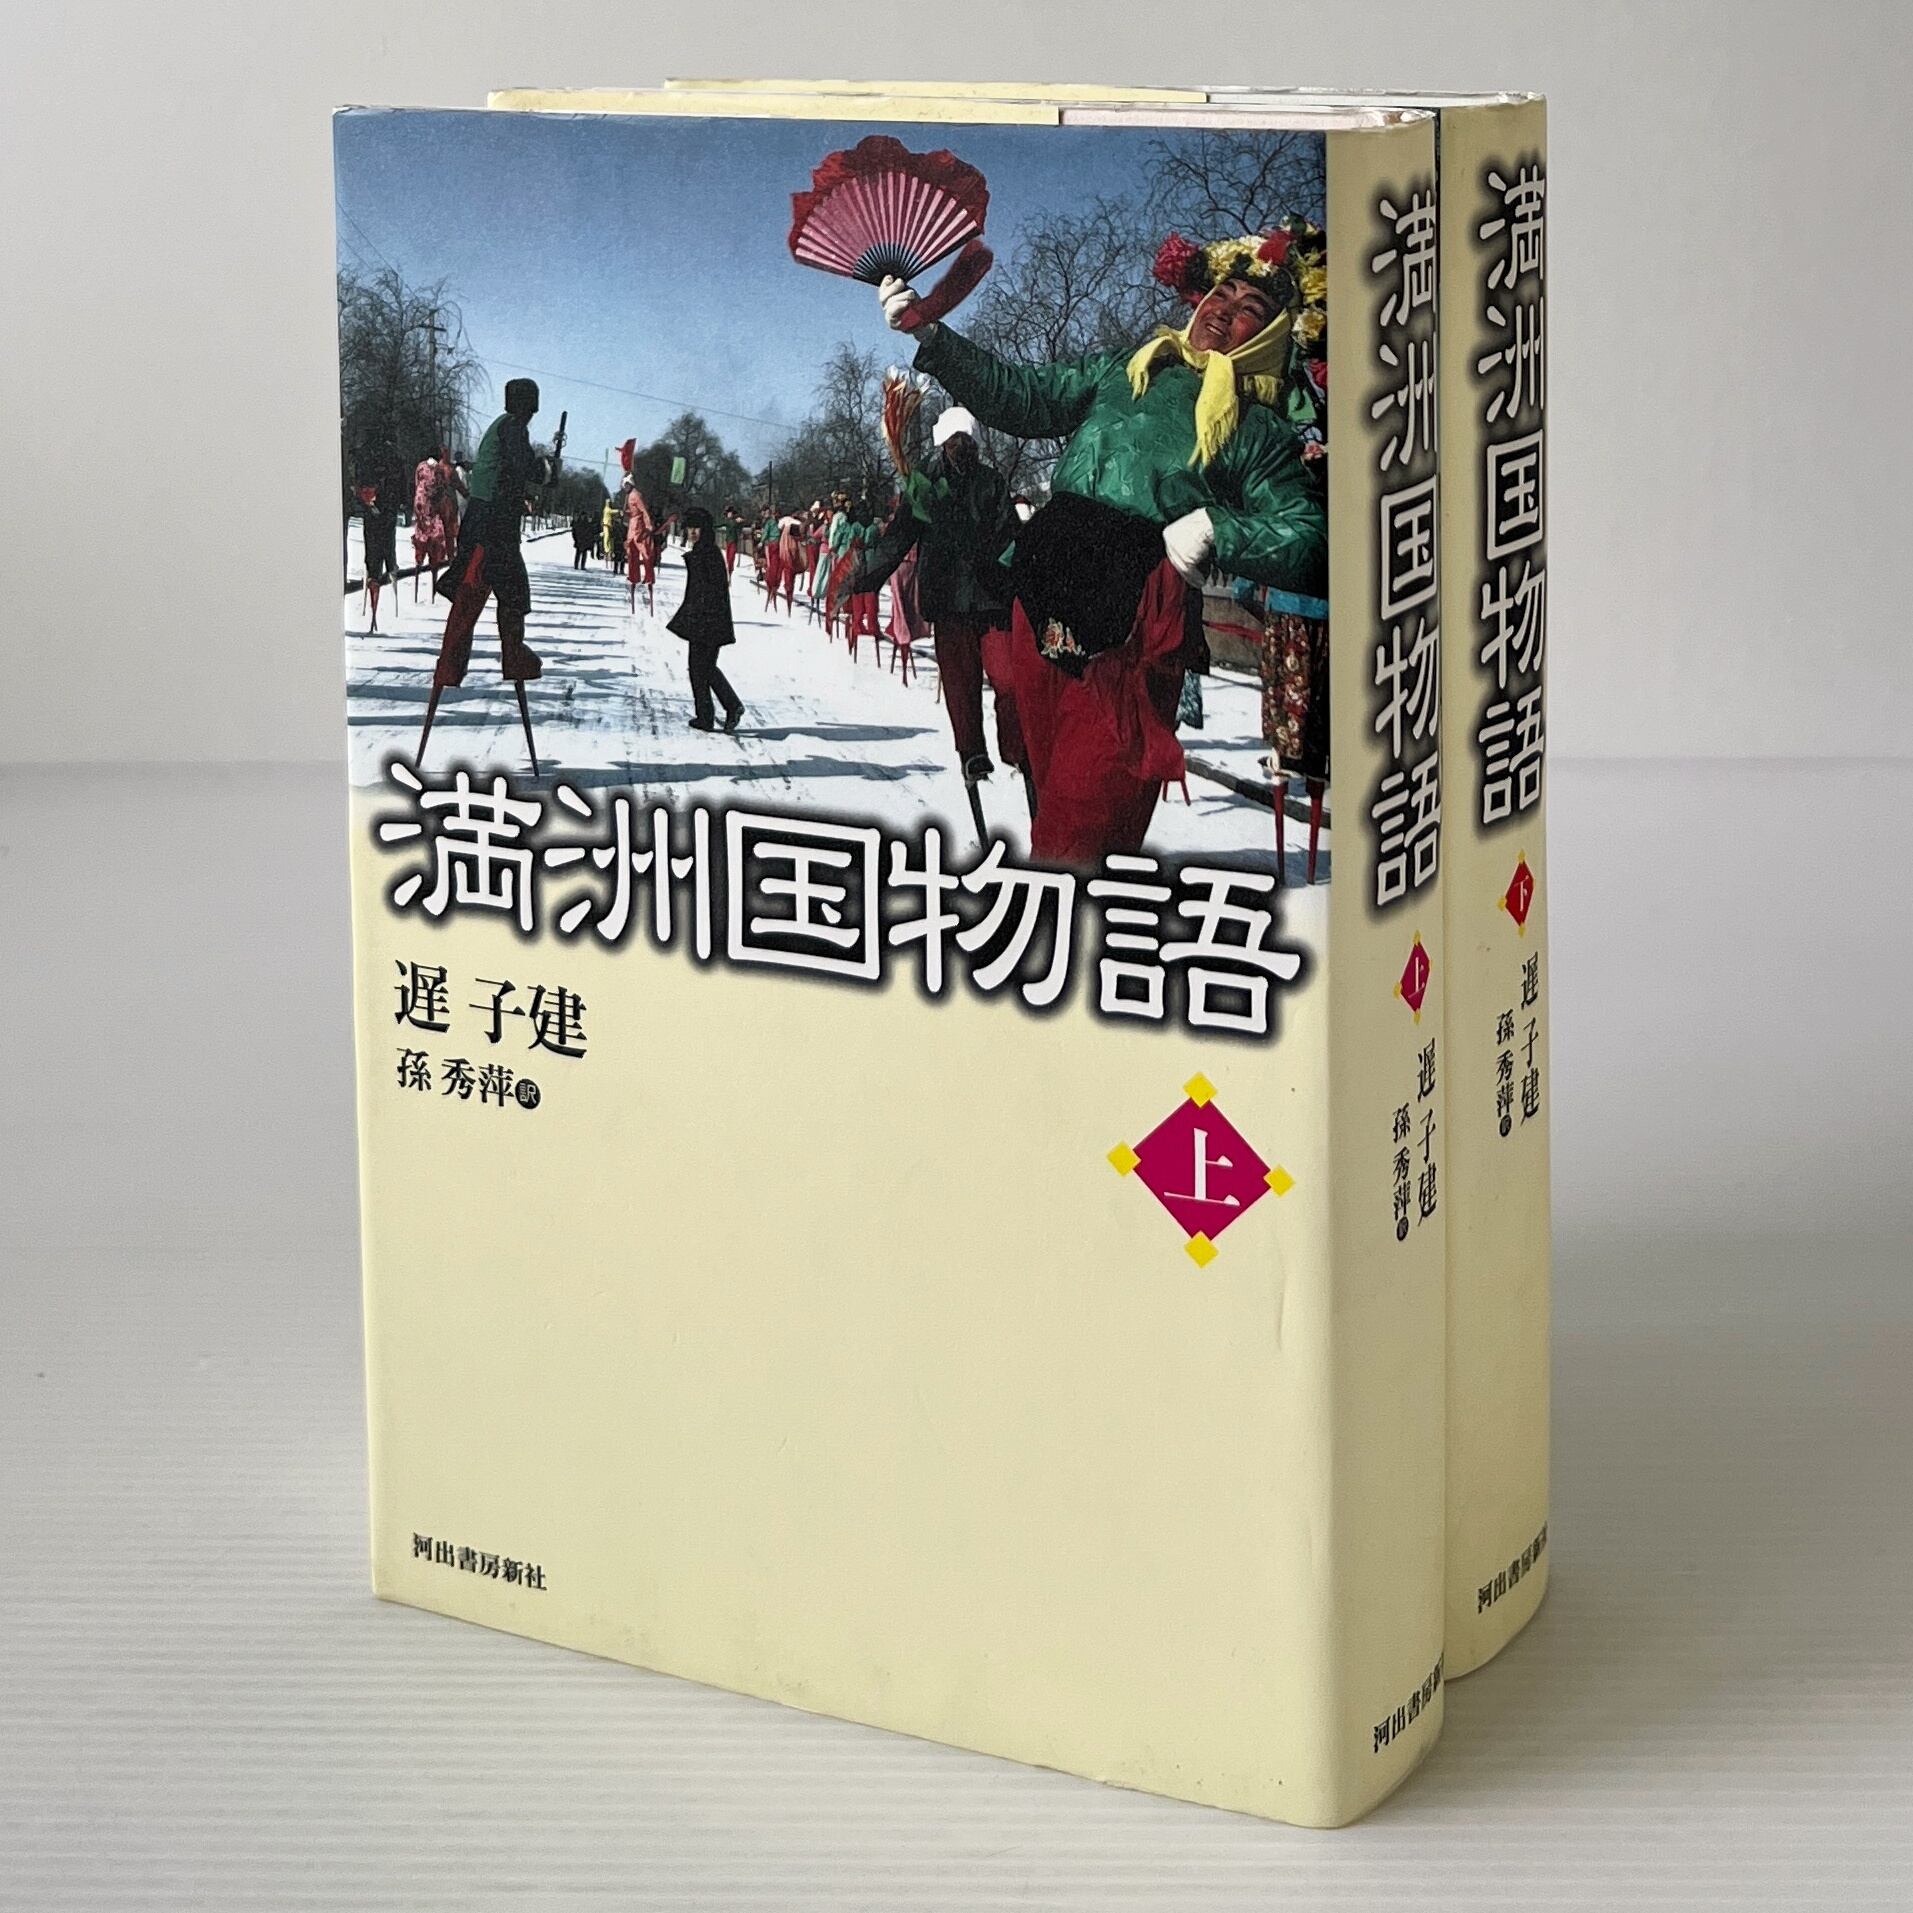 満洲国物語
遅 子建
孫 秀萍訳
上
河出書房新社
満洲国物語
上
遅子建
孫秀萍訳
河出書房新
満洲国物語
下
遅子建
孫秀萍訳
河出書房新社